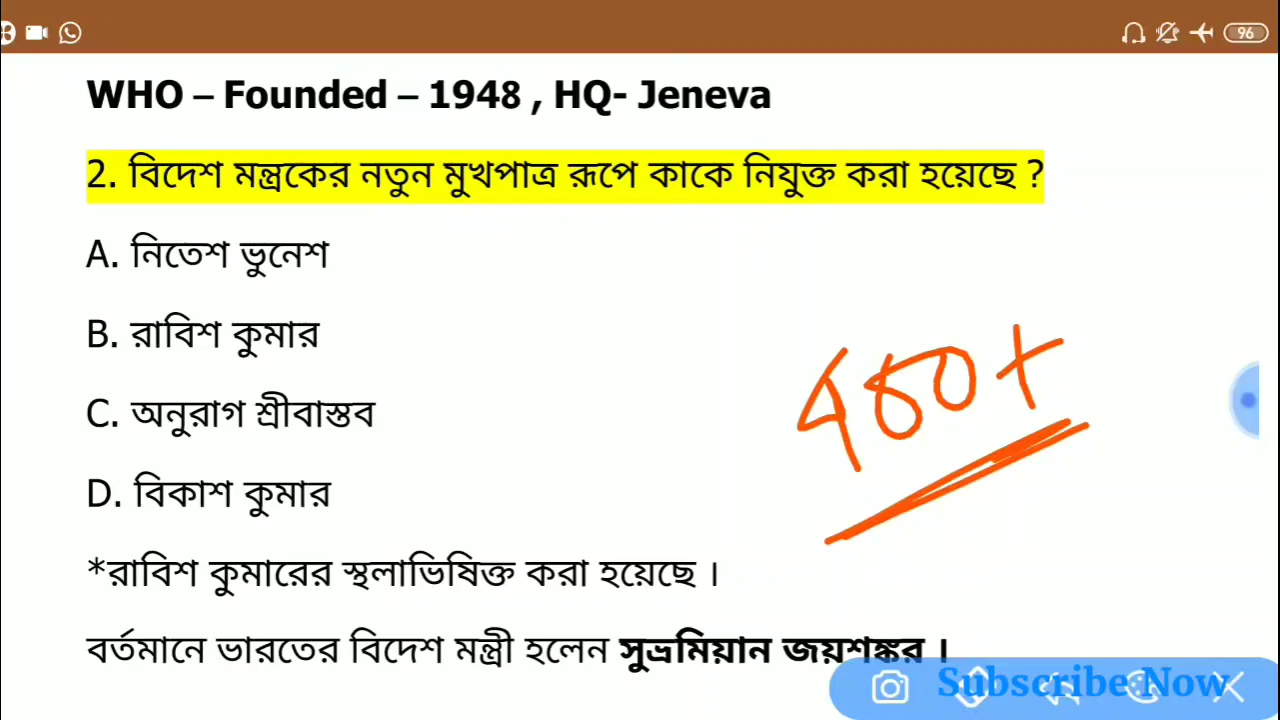 96
WHO – Founded – 1948 , HQ- Jeneva
2. বিদেশ মন্ত্রকের নতুন মুখপাত্র রূপে কাকে নিযুক্ত করা হয়েছে ?
A. নিতেশ ভুনেশ
B. রাবিশ কুমার
C. অনুরাগ শ্রীবাস্তব
D. বিকাশ কুমার
*রাবিশ কুমারের স্থলাভিষিক্ত করা হয়েছে ।
বর্তমানে ভারতের বিদেশ মন্ত্রী হলেন সুভ্রমিয়ান জয়শঙ্কর ।
Subscribe Now